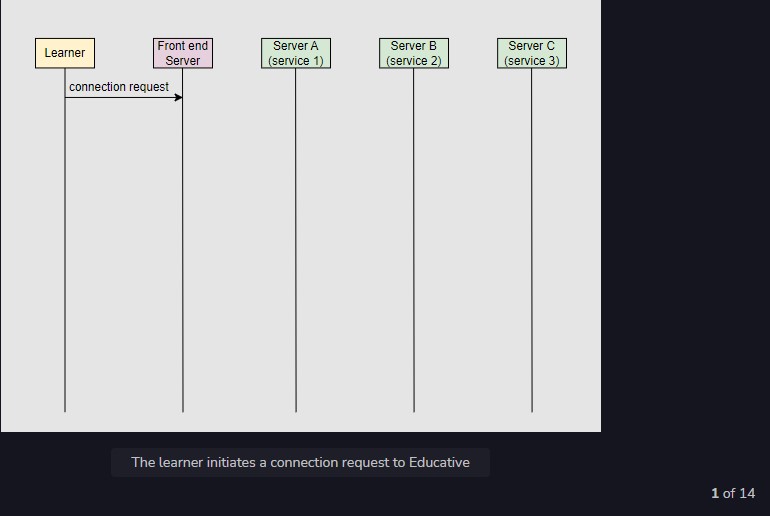 Learner
Front end
Server
Server A
(service 1)
Server B
(service 2)
Server C
(service 3)
connection request
The learner initiates a connection request to Educative
1 of 14